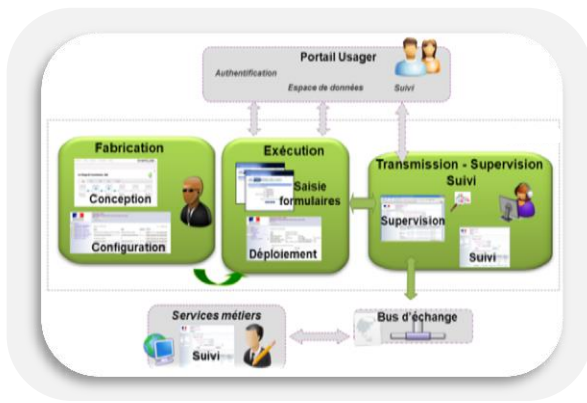 Portail Usager
Authentification
Espace de données
Suivi
Fabrication
Conception
Configuration
Exécution
Saisie
formulaires
Déploiement
Transmission - Supervision
Suivi
Supervision
Suivi
Services métiers
Suivi
Bus d'échange